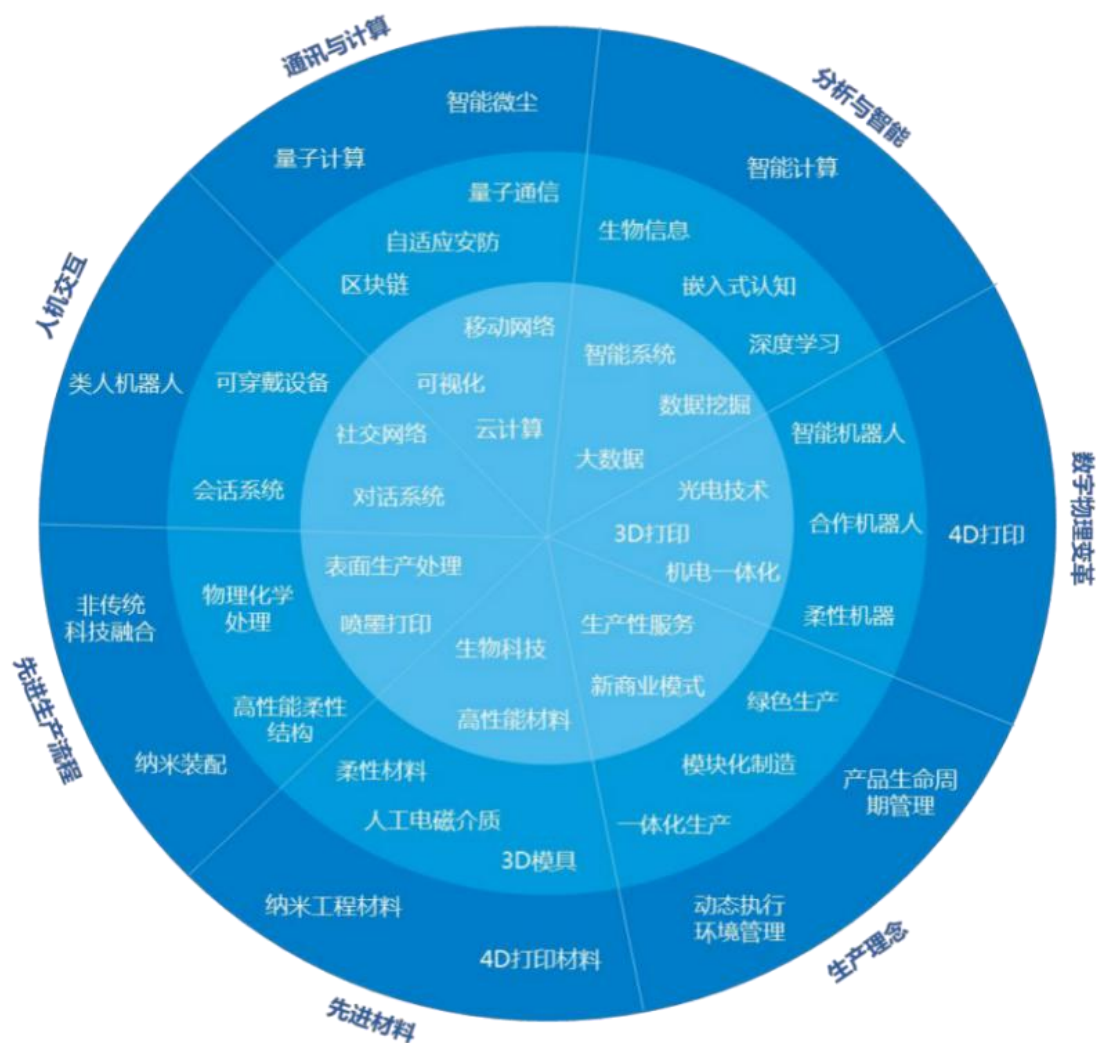 通讯与计算
分析与智能
智能微尘
量子计算
智能计算
量子通信
自适应安防
区块链
生物信息
嵌入式认知
深度学习
人机交互
移动网络
可视化
云计算
智能系统
数据挖掘
大数据
类人机器人
可穿戴设备
会话系统
社交网络
对话系统
智能机器人
合作机器人
柔性机器
光电技术
3D打印
机电一体化
4D打印
数字物理变革
非传统
科技融合
物理化学
处理
表面生产处理
喷墨打印
生物科技
高性能材料
生产性服务
新商业模式
绿色生产
模块化制造
一体化生产
先进生产流程
纳米装配
高性能柔性
结构
柔性材料
人工电磁介质
3D模具
产品生命周
期管理
纳米工程材料
4D打印材料
动态执行
环境管理
先进材料
生产理念